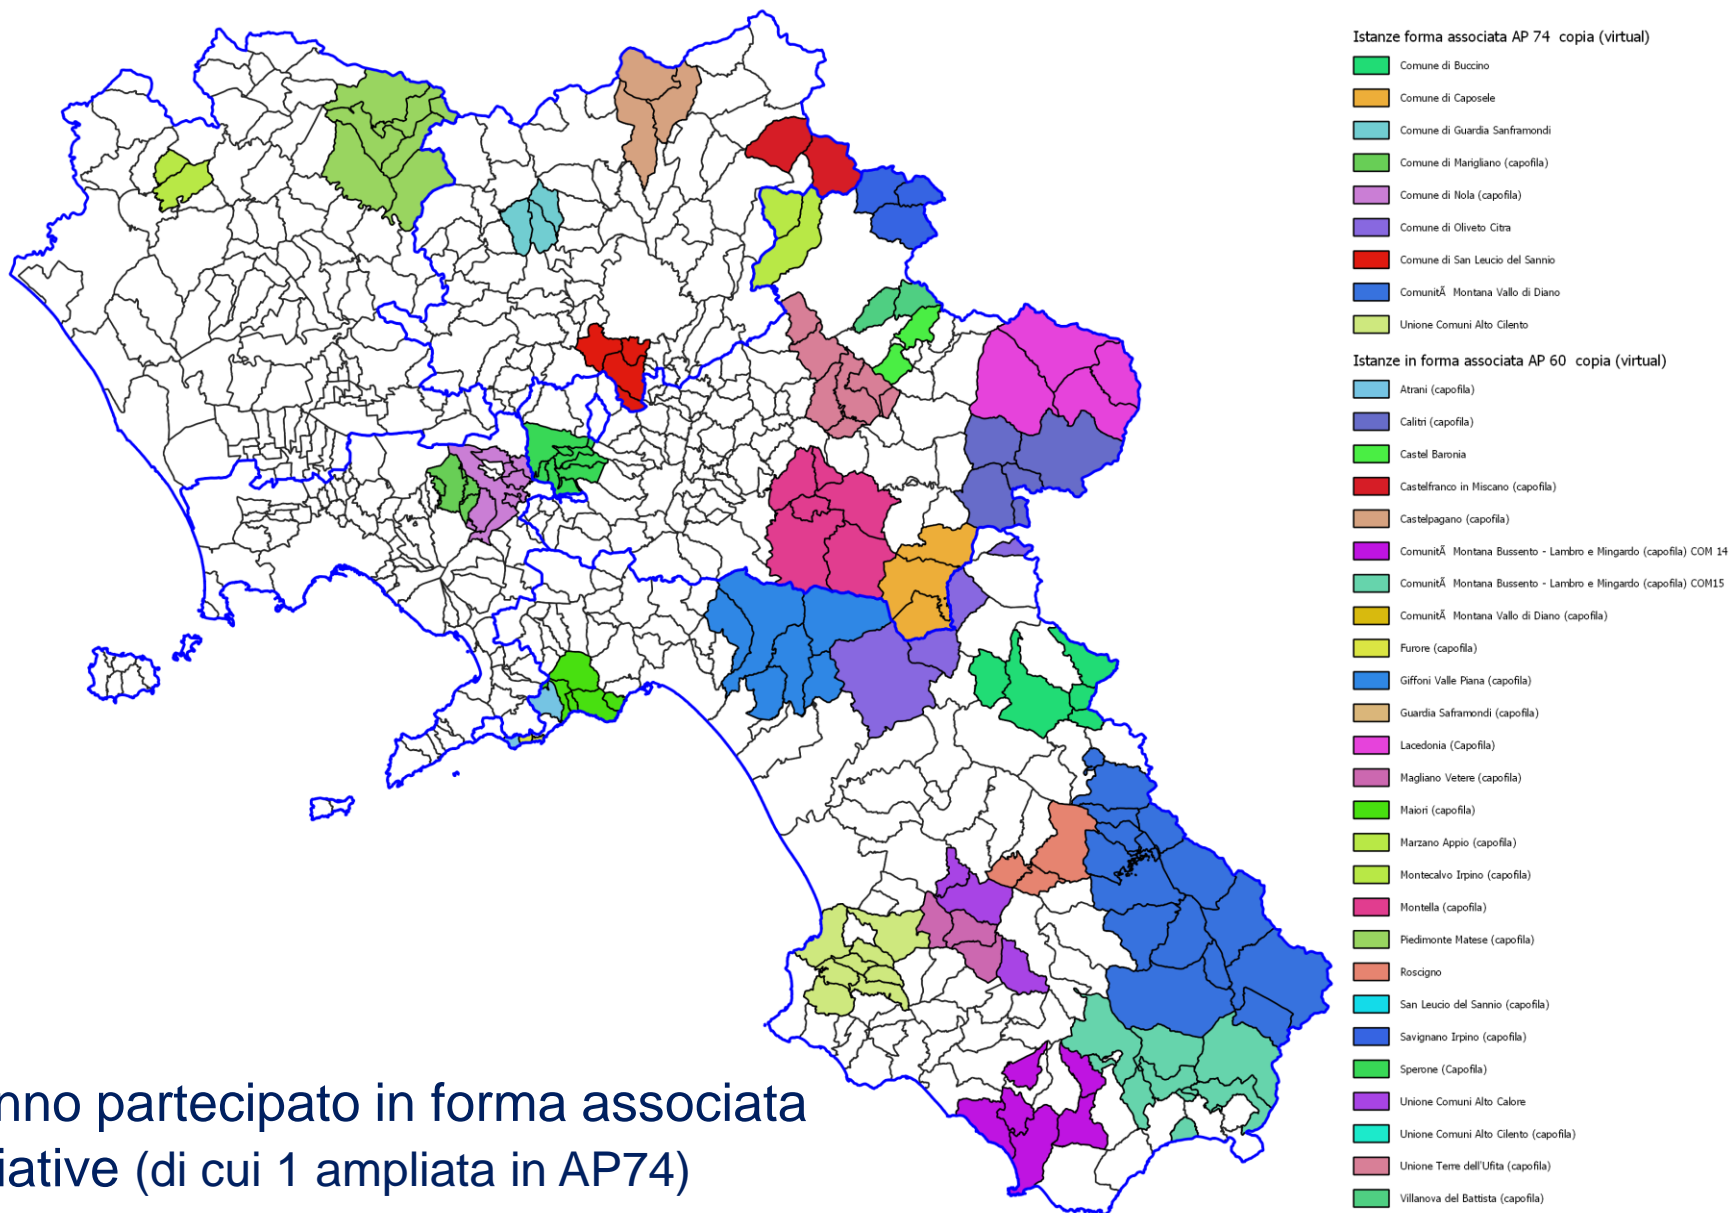 Istanze forma associata AP 74 copia (virtual)
Comune di Buccino
Comune di Caposele
Comune di Guardia Sanframondi
Comune di Marigliano (capofila)
Comune di Nola (capofila)
Comune di Oliveto Citra
Comune di San Leucio del Sannio
ComunitÃ Montana Vallo di Diano
Unione Comuni Alto Cilento
Istanze in forma associata AP 60 copia (virtual)
Atrani (capofila)
Calitri (capofila)
Castel Baronia
Castelfranco in Miscano (capofila)
Castelpagano (capofila)
ComunitÃ Montana Bussento - Lambro e Mingardo (capofila) COM 14
ComunitÃ Montana Bussento - Lambro e Mingardo (capofila) COM15
ComunitÃ Montana Vallo di Diano (capofila)
Furore (capofila)
Giffoni Valle Piana (capofila)
Guardia Saframondi (capofila)
Lacedonia (Capofila)
Magliano Vetere (capofila)
Maiori (capofila)
Marzano Appio (capofila)
Montecalvo Irpino (capofila)
Montella (capofila)
Piedimonte Matese (capofila)
Roscigno
San Leucio del Sannio (capofila)
Savignano Irpino (capofila)
Sperone (Capofila)
Unione Comuni Alto Calore
Unione Comuni Alto Cilento (capofila)
Unione Terre dell'Ufita (capofila)
Villanova del Battista (capofila)
nno partecipato in forma associata
iative (di cui 1 ampliata in AP74)